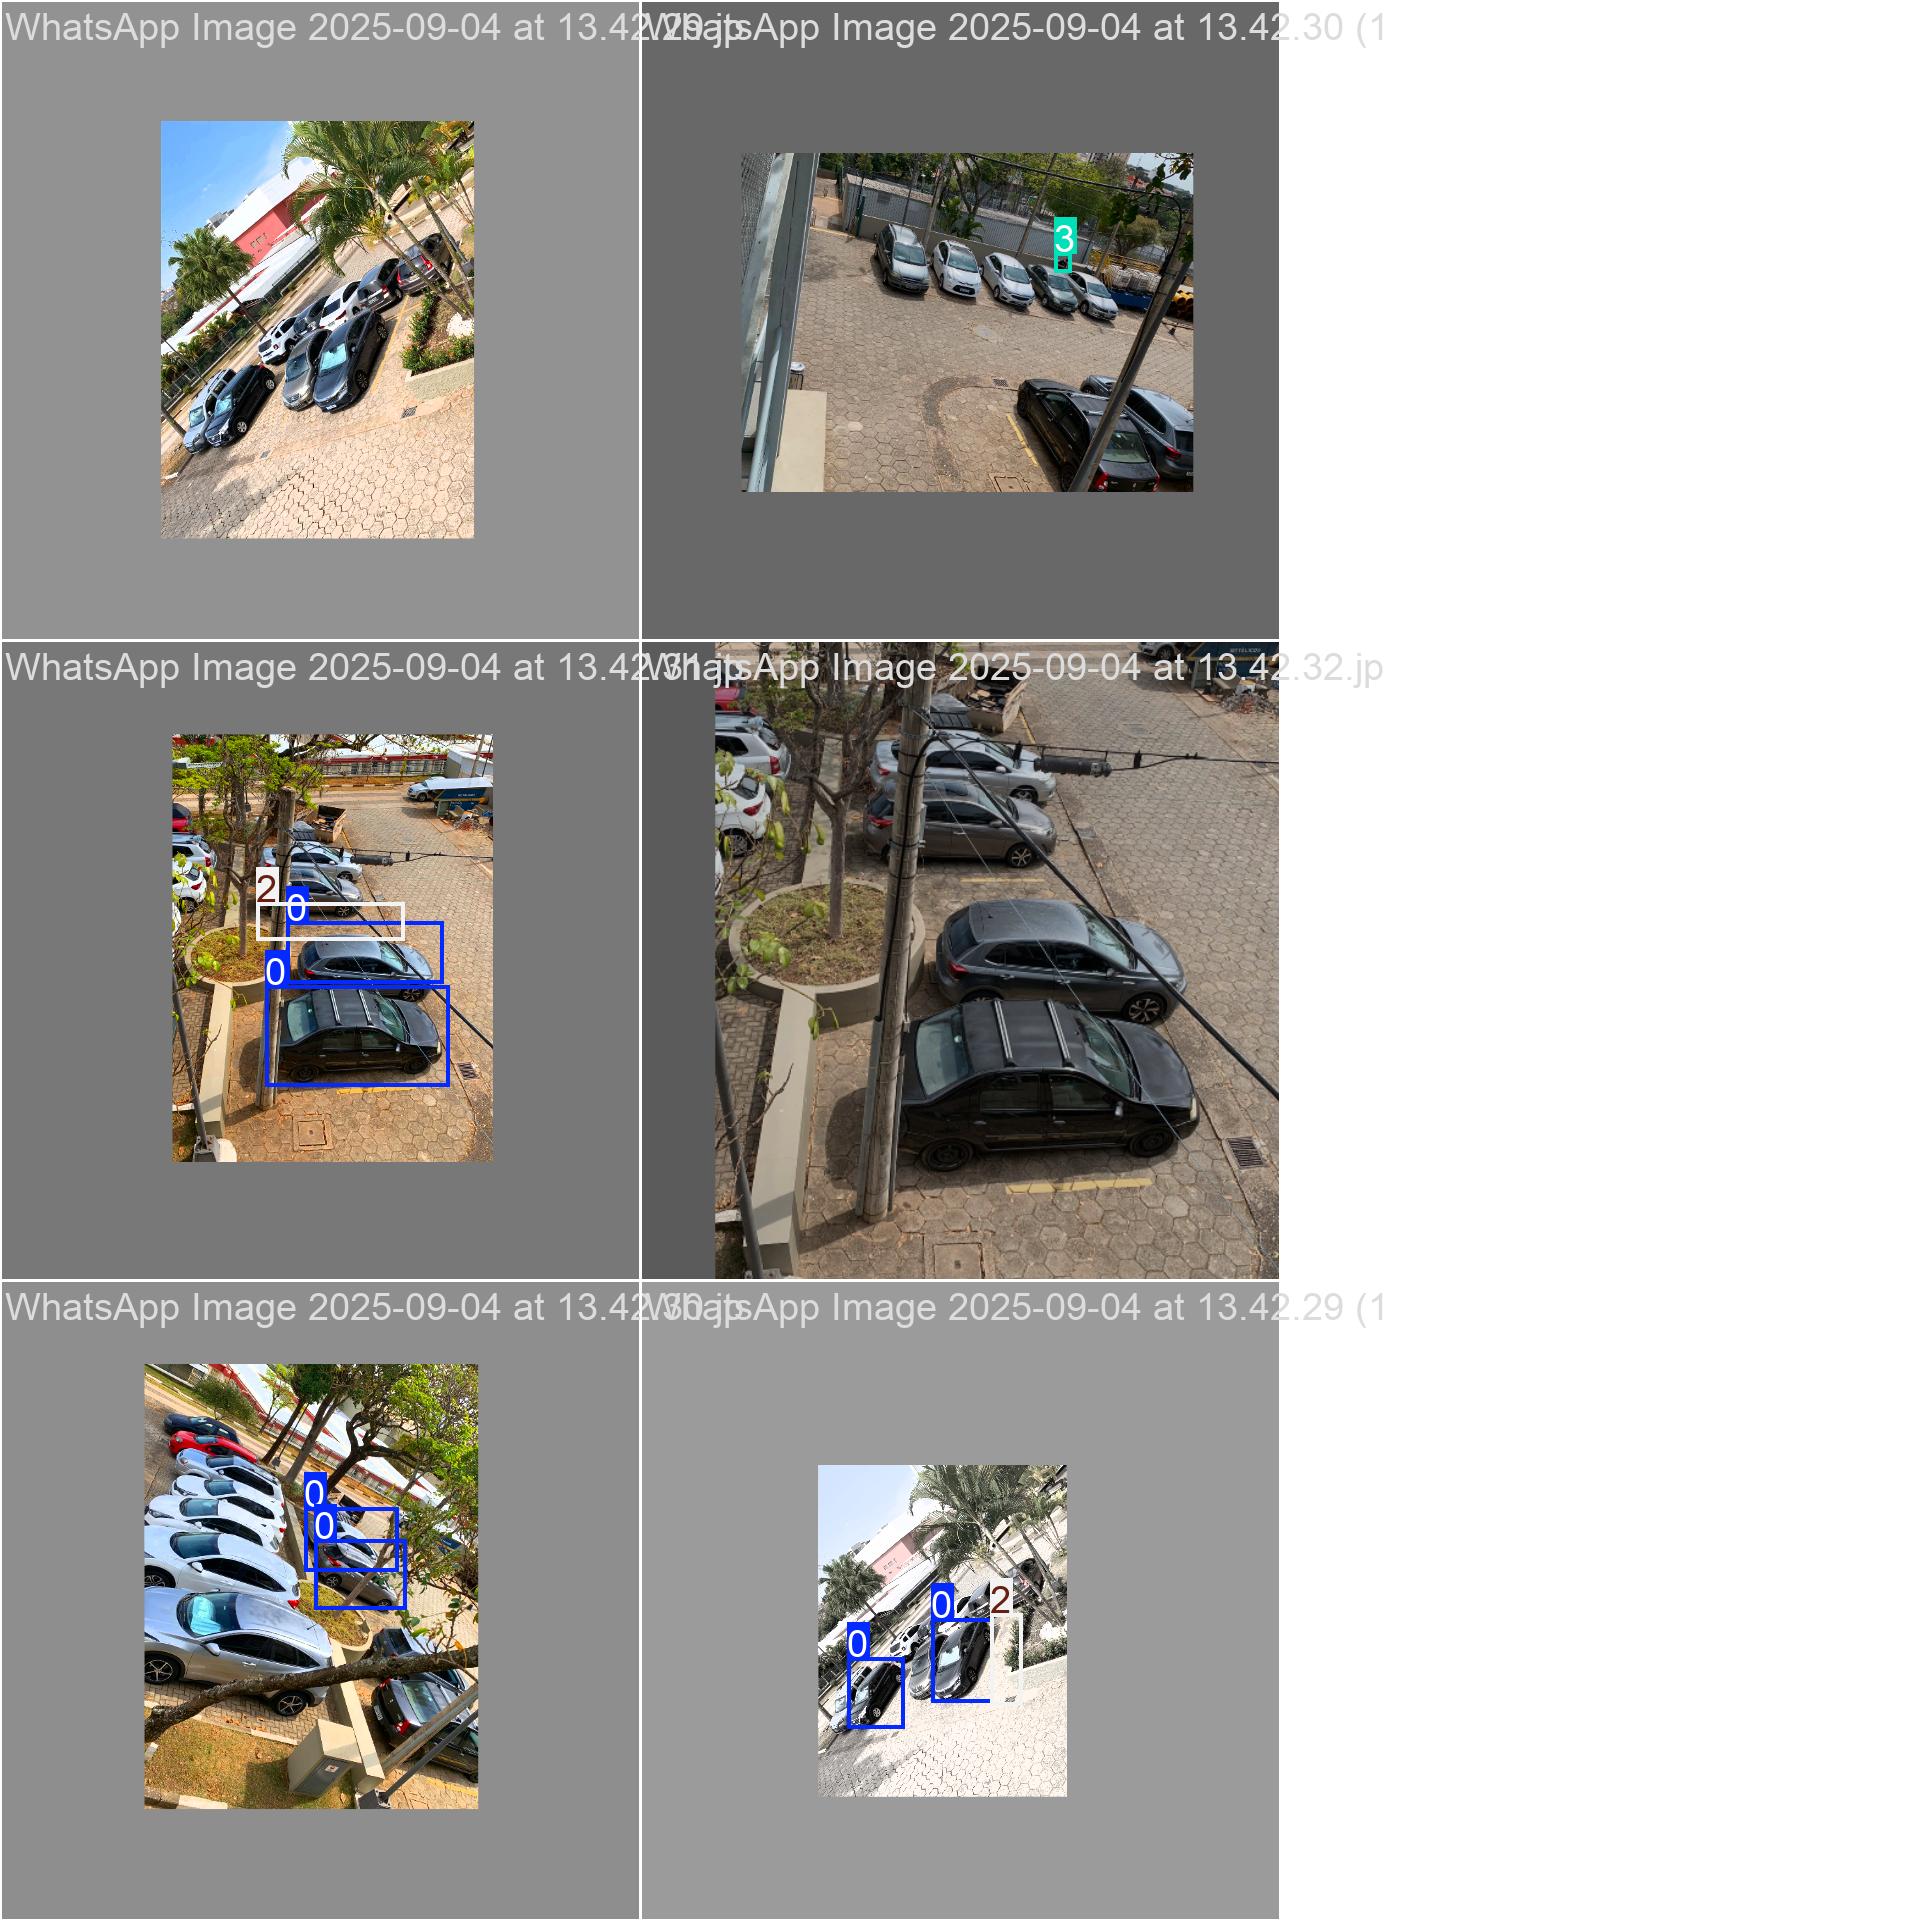 WhatsApp Image 2025-09-04 at 13.42.29.jp
WhatsApp Image 2025-09-04 at 13.42.30 (1
3
WhatsApp Image 2025-09-04 at 13.42.31.jp
WhatsApp Image 2025-09-04 at 13.42.32.jp
2
0
0
WhatsApp Image 2025-09-04 at 13.42.30.jp
WhatsApp Image 2025-09-04 at 13.42.29 (1
0
0
0
2
0